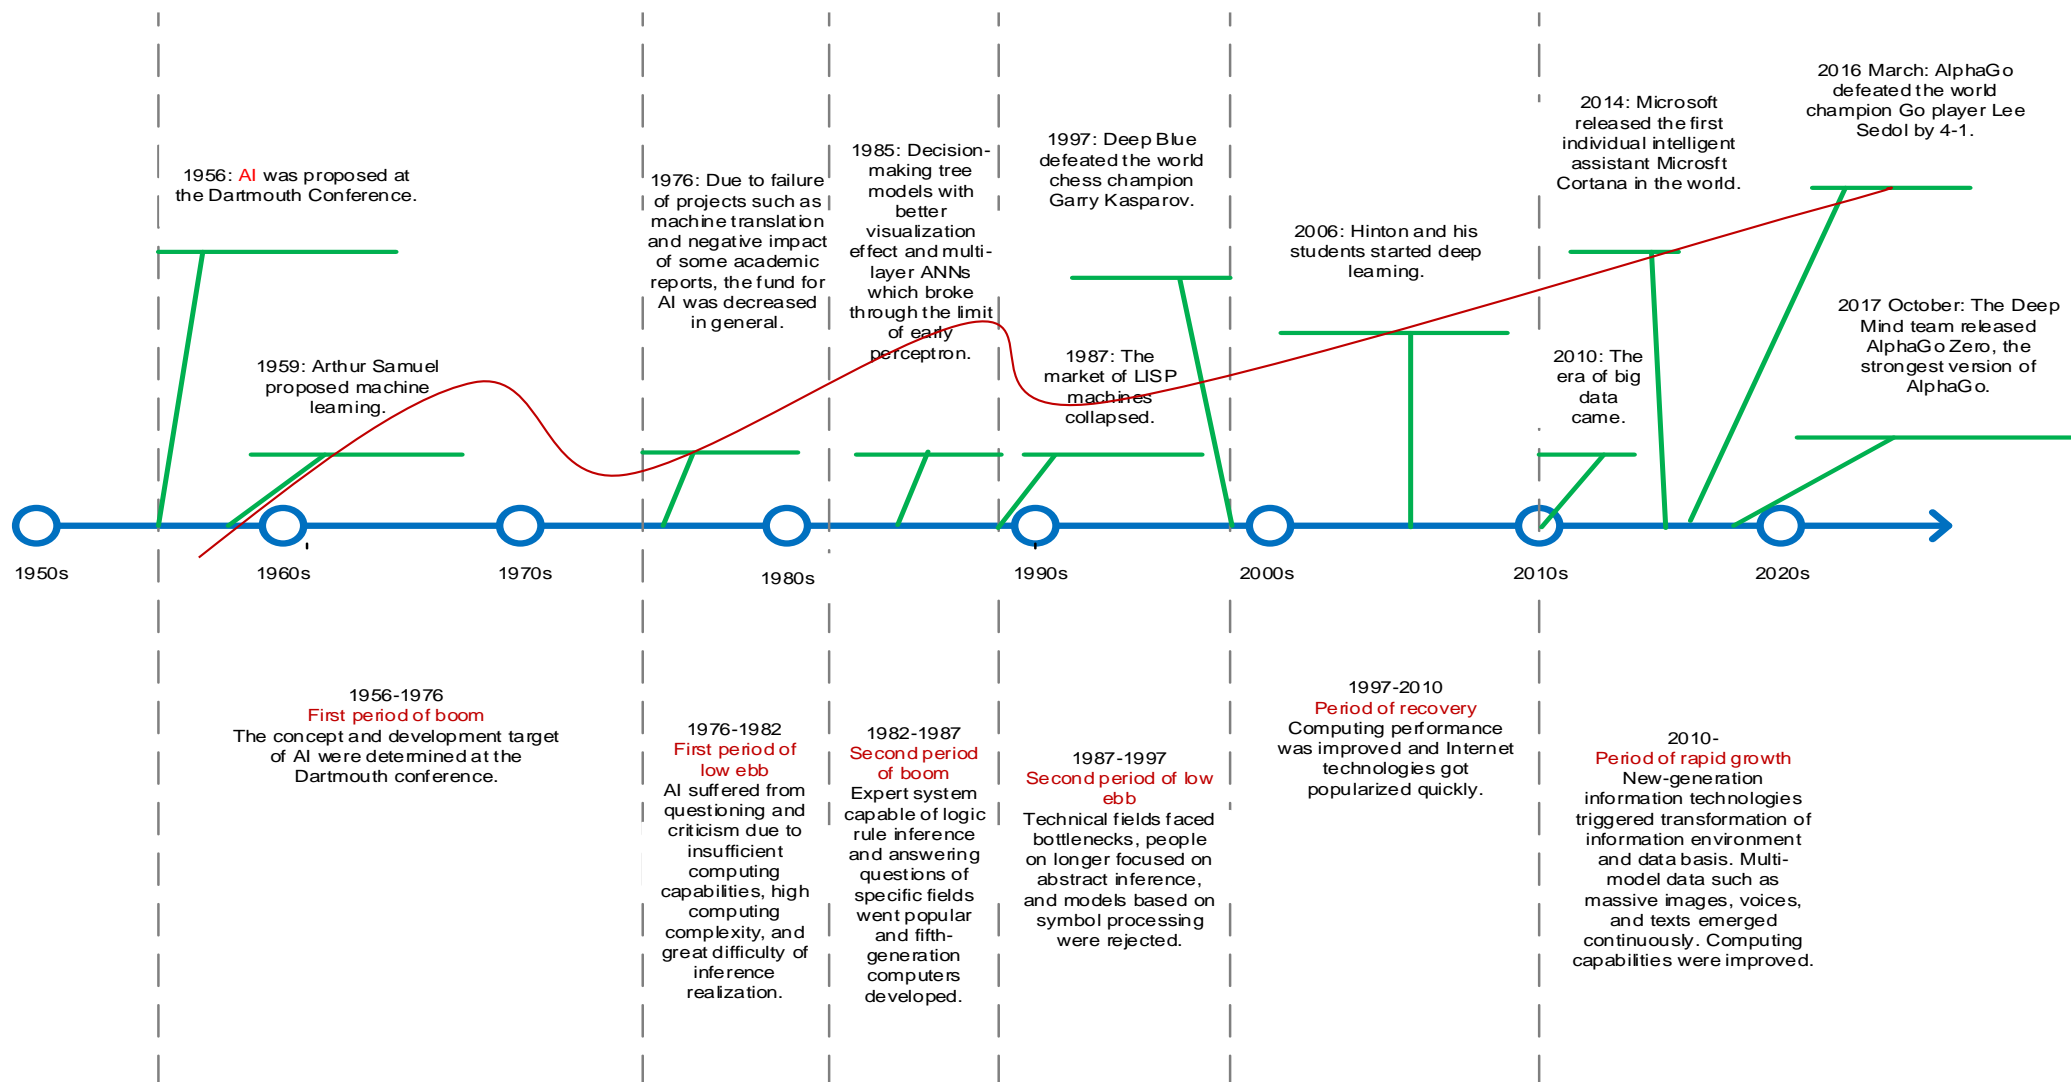 1956: AI was proposed at
the Dartmouth Conference.
1959: Arthur Samuel
proposed machine
learning.
1976: Due to failure
of projects such as
machine translation
and negative impact
of some academic
reports, the fund for
AI was decreased
in general.
1985: Decision-
making tree
models with
better
visualization
effect and multi-
layer ANNs
which broke
through the limit
of early
perceptron.
1997: Deep Blue
defeated the world
chess champion
Garry Kasparov.
1987: The
market of LISP
machines
collapsed.
2006: Hinton and his
students started deep
learning.
2014: Microsoft
released the first
individual intelligent
assistant Microsft
Cortana in the world.
2010: The
era of big
data
came.
2016 March: AlphaGo
defeated the world
champion Go player Lee
Sedol by 4-1.
2017 October: The Deep
Mind team released
AlphaGo Zero, the
strongest version of
AlphaGo.
1950s
1960s
1970s
1980s
1990s
2000s
2010s
2020s
1956-1976
First period of boom
The concept and development target
of AI were determined at the
Dartmouth conference.
1976-1982
First period of
low ebb
AI suffered from
questioning and
criticism due to
insufficient
computing
capabilities, high
computing
complexity, and
great difficulty of
inference
realization.
1982-1987
Second period
of boom
Expert system
capable of logic
rule inference
and answering
questions of
specific fields
went popular
and fifth-
generation
computers
developed.
1987-1997
Second period of low
ebb
Technical fields faced
bottlenecks, people
on longer focused on
abstract inference,
and models based on
symbol processing
were rejected.
1997-2010
Period of recovery
Computing performance
was improved and Internet
technologies got
popularized quickly.
2010-
Period of rapid growth
New-generation
information technologies
triggered transformation of
information environment
and data basis. Multi-
model data such as
massive images, voices,
and texts emerged
continuously. Computing
capabilities were improved.